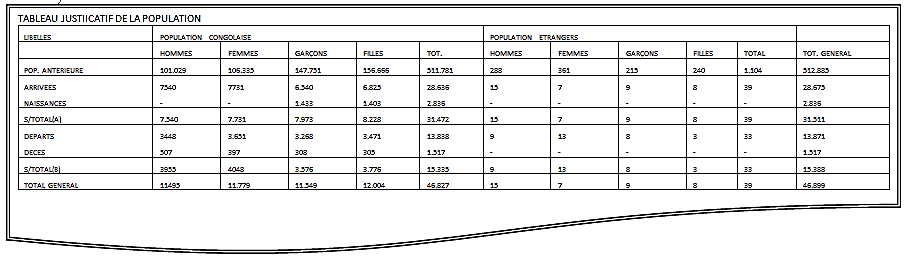 TABLEAU JUSTIICATIF DE LA POPULATION
LIBELLES POPULATION CONGOLAISE POPULATION ETRANGERS
HOMMES FEMMES GARÇONS FILLES TOT. HOMMES FEMMES GARÇONS FILLES TOTAL TOT. GENERAL
POP. ANTERIEURE 101.029 106.335 147.751 156.666 511.781 288 361 215 240 1.104 512.885
ARRIVEES 7540 7731 6.540 6.825 28.636 15 7 9 8 39 28.675
NAISSANCES - - 1.433 1.403 2.836 - - - - - 2.836
S/TOTAL(A) 7.540 7.731 7.973 8.228 31.472 15 7 9 8 39 31.511
DEPARTS 3448 3.651 3.268 3.471 13.838 9 13 8 3 33 13.871
DECES 507 397 308 305 1.517 - - - - - 1.517
S/TOTAL(B) 3955 4048 3.576 3.776 15.335 9 13 8 3 33 15.388
TOTAL GENERAL 11495 11.779 11.549 12.004 46.827 15 7 9 8 39 46.899